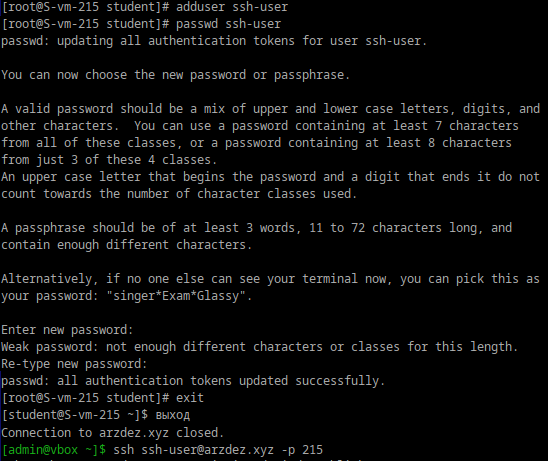 [root@S-vm-215 student]# adduser ssh-user
[root@S-vm-215 student]# passwd ssh-user
passwd: updating all authentication tokens for user ssh-user.
You can now choose the new password or passphrase.
A valid password should be a mix of upper and lower case letters, digits, and
other characters.  You can use a password containing at least 7 characters
from all of these classes, or a password containing at least 8 characters
from just 3 of these 4 classes.
An upper case letter that begins the password and a digit that ends it do not
count towards the number of character classes used.
A passphrase should be of at least 3 words, 11 to 72 characters long, and
contain enough different characters.
Alternatively, if no one else can see your terminal now, you can pick this as
your password: "singer*Exam*Glassy".
Enter new password:
Weak password: not enough different characters or classes for this length.
Re-type new password:
passwd: all authentication tokens updated successfully.
[root@S-vm-215 student]# exit
[student@S-vm-215 ~]$ выход
Connection to arzdez.xyz closed.
[admin@vbox ~]$ ssh ssh-user@arzdez.xyz -p 215